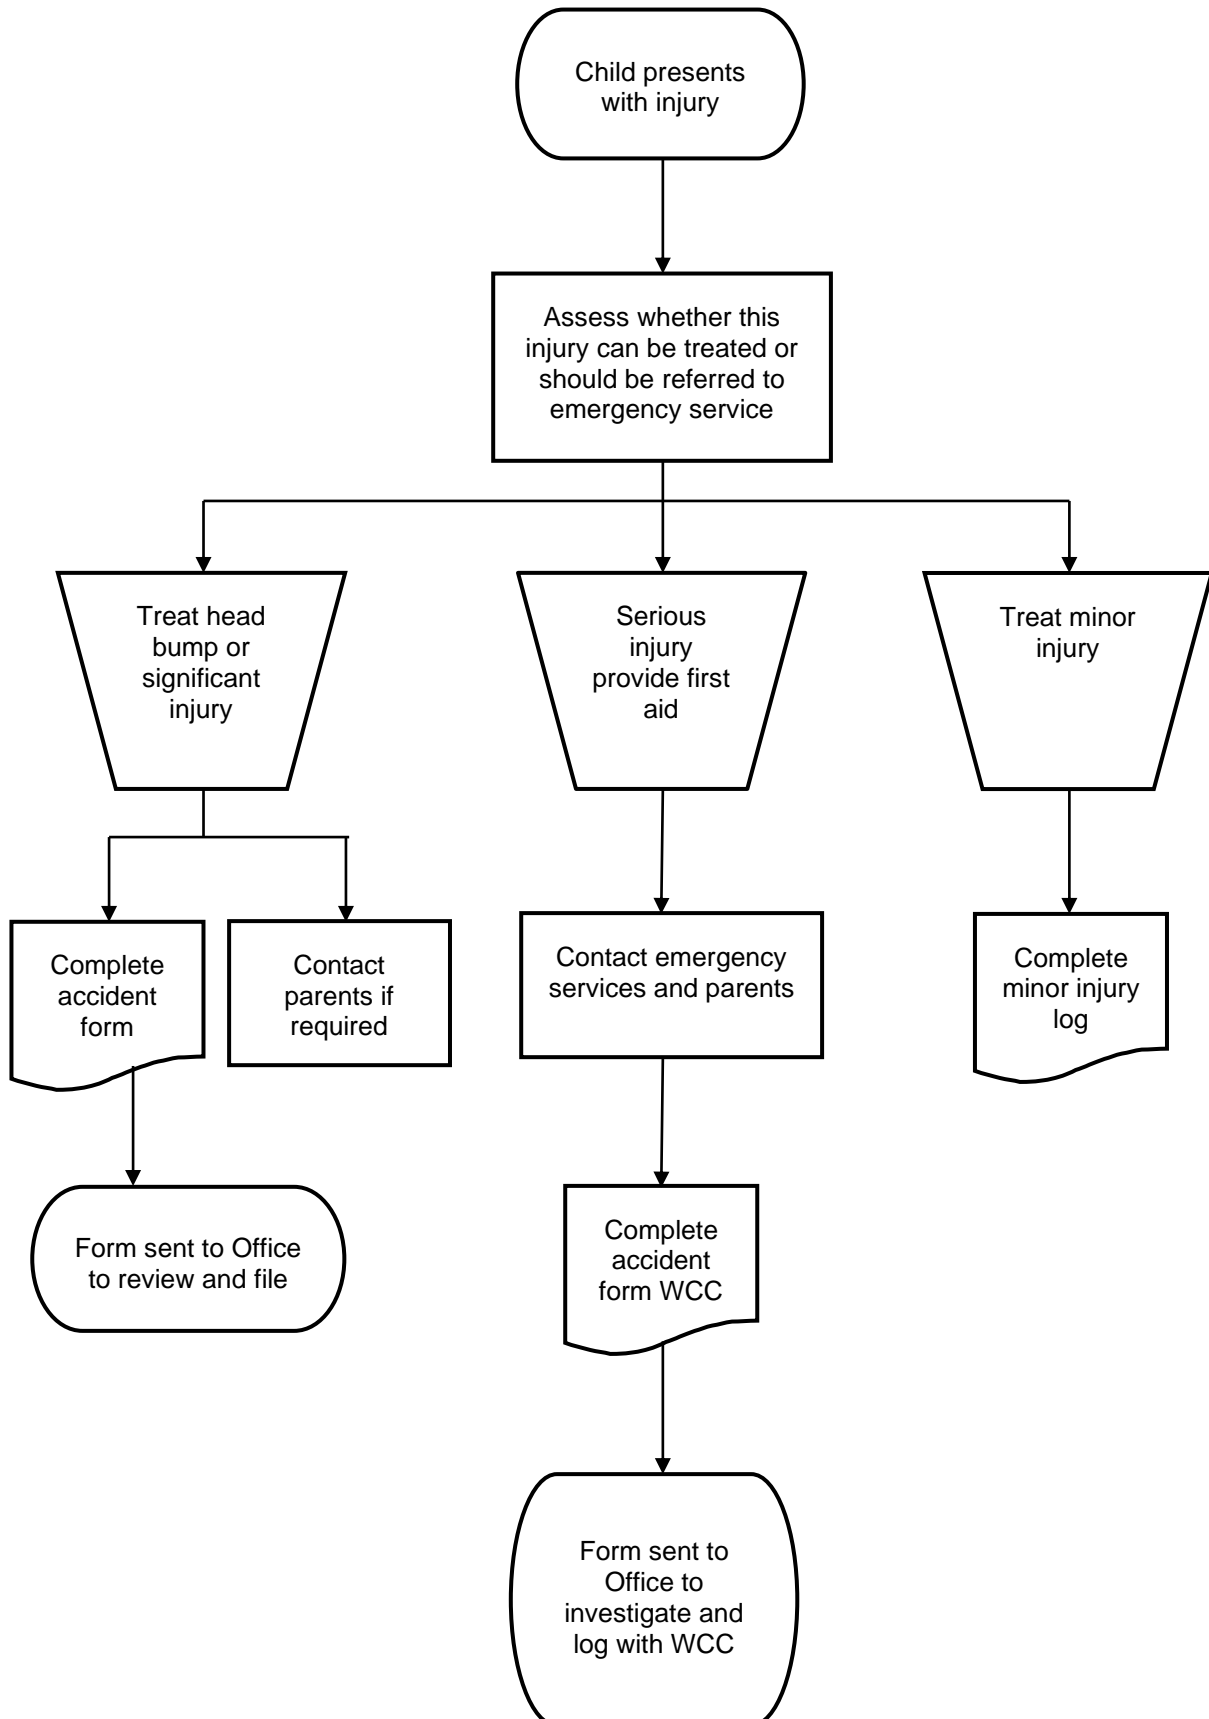 Child presents
with injury
Assess whether this
injury can be treated or
should be referred to
emergency service
Treat head
bump or
significant
injury
Serious
injury
provide first
aid
Treat minor
injury
Complete
accident
form
Contact
parents if
required
Contact emergency
services and parents
Complete
minor injury
log
Form sent to Office
to review and file
Complete
accident
form WCC
Form sent to
Office to
investigate and
log with WCC